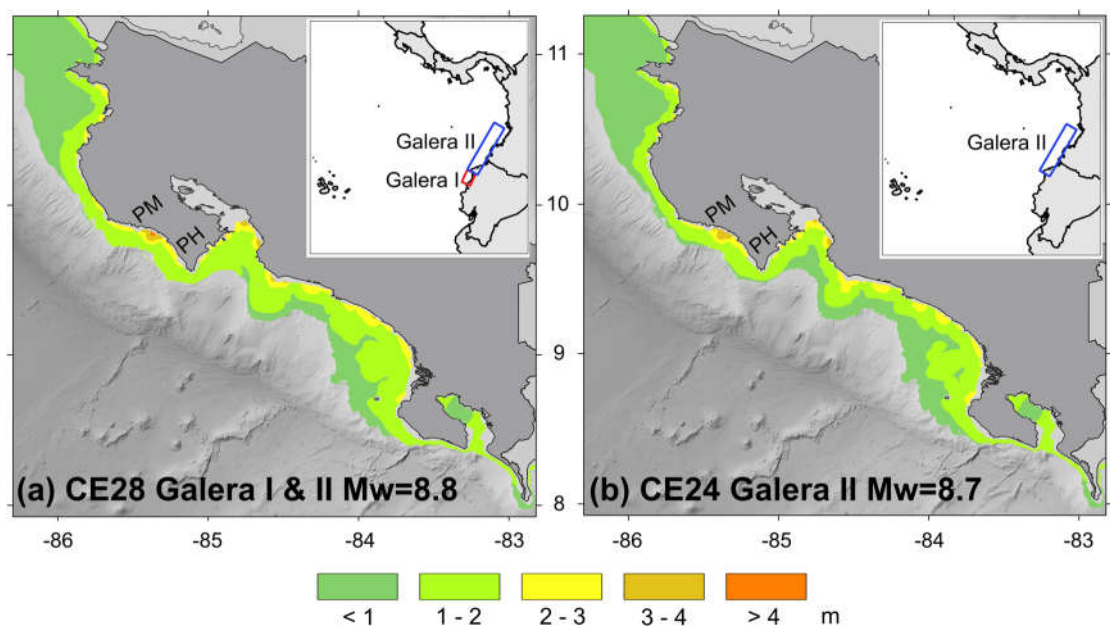 Galera II
Galera I
PM
PH
(a) CE28 Galera I & II Mw=8.8
-86
-85
-84
-83
11
10
9
8
Galera II
PM
PH
(b) CE24 Galera II Mw=8.7
-86
-85
-84
-83
< 1
1 - 2
2 - 3
3 - 4
> 4
m